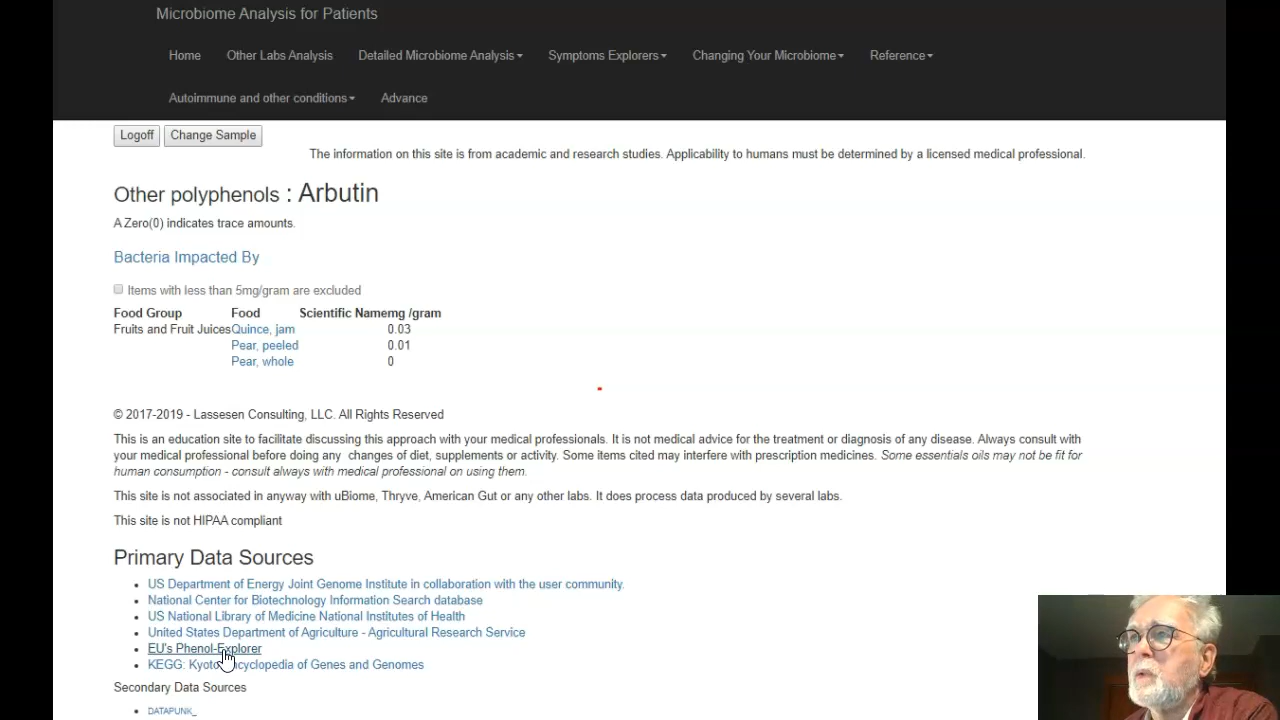 Microbiome Analysis for Patients
Home Other Labs Analysis Detailed Microbiome Analysis Symptoms Explorers Changing Your Microbiome Reference
Autoimmune and other conditions Advance
Logoff Change Sample
The information on this site is from academic and research studies. Applicability to humans must be determined by a licensed medical professional.
Other polyphenols : Arbutin
A Zero(0) indicates trace amounts.
Bacteria Impacted By
Items with less than 5mg/gram are excluded
Food Group Food Scientific Namemg /gram
Fruits and Fruit JuicesQuince, jam 0.03
Pear, peeled 0.01
Pear, whole 0
© 2017-2019 - Lassesen Consulting, LLC. All Rights Reserved
This is an education site to facilitate discussing this approach with your medical professionals. It is not medical advice for the treatment or diagnosis of any disease. Always consult with
your medical professional before doing any changes of diet, supplements or activity. Some items cited may interfere with prescription medicines. Some essentials oils may not be fit for
human consumption - consult always with medical professional on using them.
This site is not associated in anyway with uBiome, Thryve, American Gut or any other labs. It does process data produced by several labs.
This site is not HIPAA compliant
Primary Data Sources
US Department of Energy Joint Genome Institute in collaboration with the user community.
National Center for Biotechnology Information Search database
US National Library of Medicine National Institutes of Health
United States Department of Agriculture - Agricultural Research Service
EU's Phenol-Explorer
KEGG: Kyoto Encyclopedia of Genes and Genomes
Secondary Data Sources
DATAPUNK_